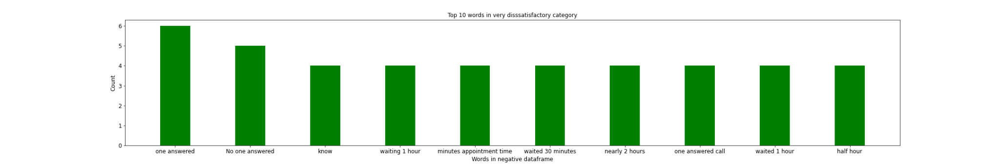 Top 10 words in very disssatisfactory category
6
5
4
3
2
1
0
Count
one answered No one answered know waiting 1 hour minutes appointment time waited 30 minutes nearly 2 hours one answered call waited 1 hour half hour
Words in negative dataframe